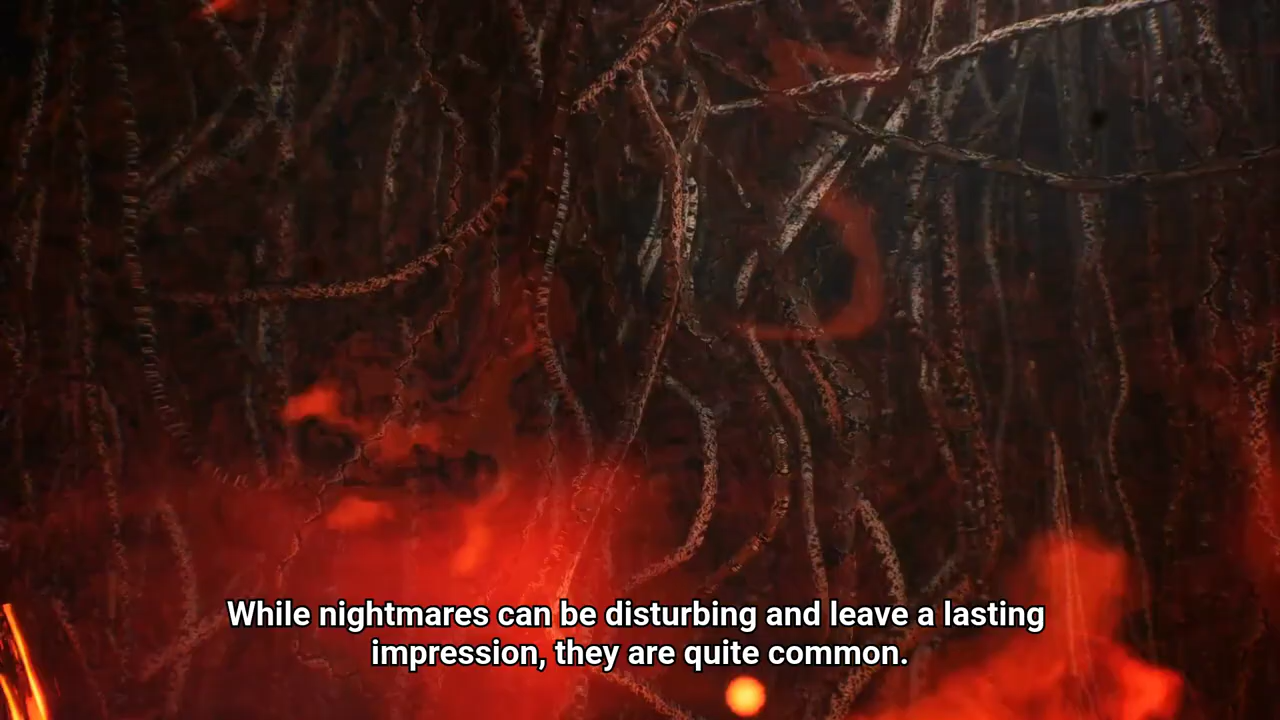 While nightmares can be disturbing and leave a lasting
impression, they are quite common.